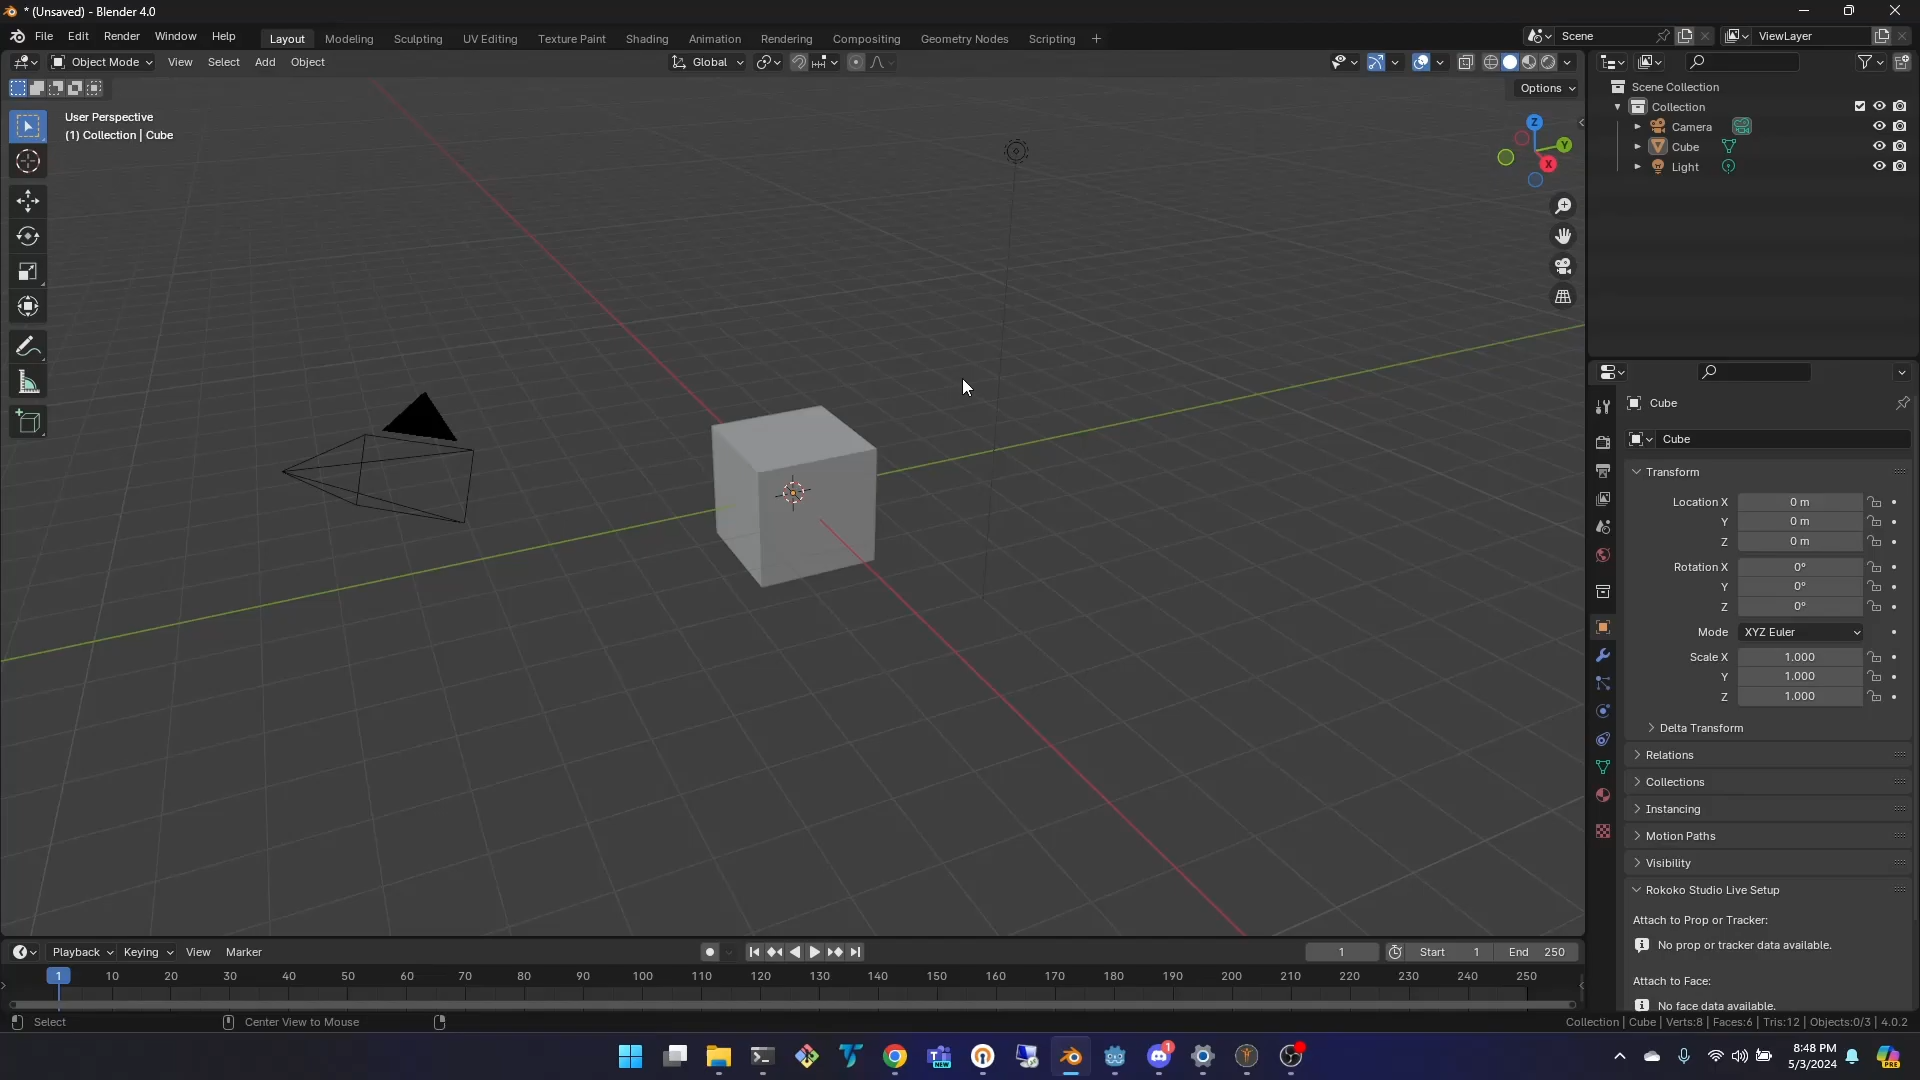 * (Unsaved) - Blender 4.0
File Edit Render Window Help
Layout Modeling Sculpting UV Editing Texture Paint Shading Animation Rendering Compositing Geometry Nodes Scripting +
Scene
ViewLayer
Object Mode View Select Add Object
Global
Options
User Perspective
(1) Collection | Cube
Z
Y
X
Scene Collection
Collection
Camera
Cube
Light
Cube
Cube
Transform
Location X 0 m
Y 0 m
Z 0 m
Rotation X 0°
Y 0°
Z 0°
Mode XYZ Euler
Scale X 1.000
Y 1.000
Z 1.000
Delta Transform
Relations
Collections
Instancing
Motion Paths
Visibility
Rokoko Studio Live Setup
Attach to Prop or Tracker:
No prop or tracker data available.
Attach to Face:
No face data available.
Playback Keying View Marker
1 Start 1 End 250
1 10 20 30 40 50 60 70 80 90 100 110 120 130 140 150 160 170 180 190 200 210 220 230 240 250
Select Center View to Mouse
Collection | Cube | Verts:8 | Faces:6 | Tris:12 | Objects:0/3 | 4.0.2
NEW
1
8:48 PM
5/3/2024
PRE